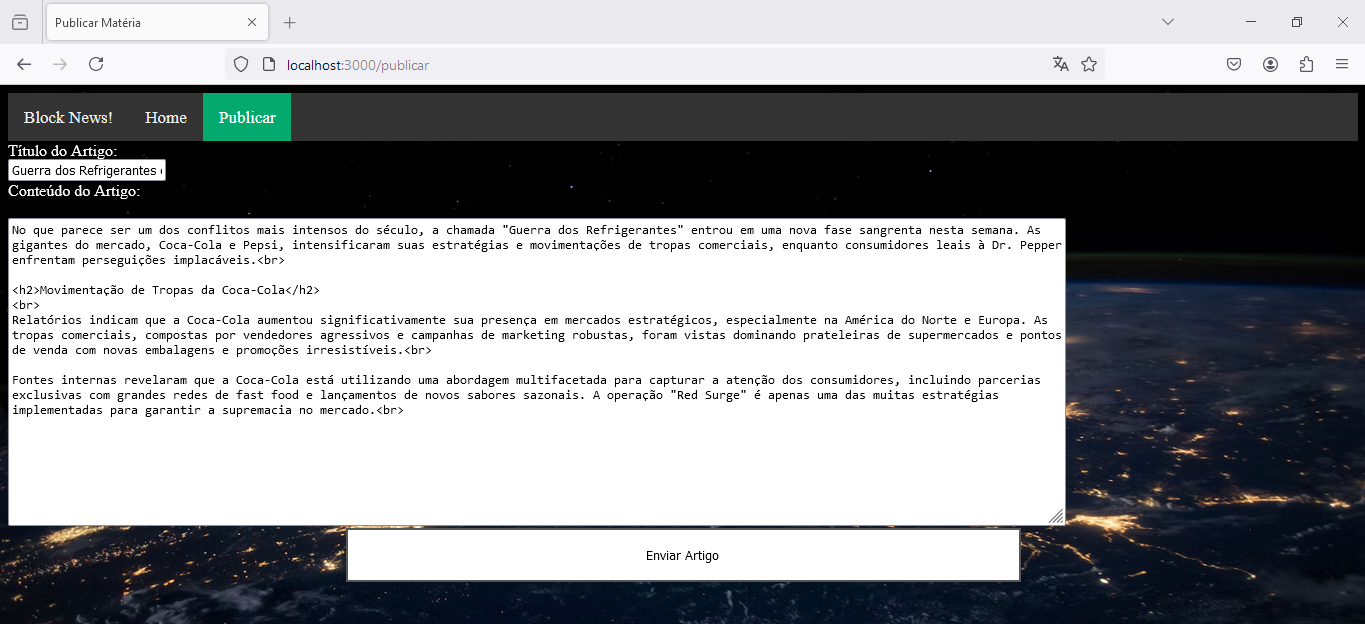 Publicar Matéria
localhost:3000/publicar
Block News! Home Publicar
Título do Artigo:
Guerra dos Refrigerantes
Conteúdo do Artigo:
No que parece ser um dos conflitos mais intensos do século, a chamada "Guerra dos Refrigerantes" entrou em uma nova fase sangrenta nesta semana. As
gigantes do mercado, Coca-Cola e Pepsi, intensificaram suas estratégias e movimentações de tropas comerciais, enquanto consumidores leais à Dr. Pepper
enfrentam perseguições implacáveis.<br>
<h2>Movimentação de Tropas da Coca-Cola</h2>
<br>
Relatórios indicam que a Coca-Cola aumentou significativamente sua presença em mercados estratégicos, especialmente na América do Norte e Europa. As
tropas comerciais, compostas por vendedores agressivos e campanhas de marketing robustas, foram vistas dominando prateleiras de supermercados e pontos
de venda com novas embalagens e promoções irresistíveis.<br>
Fontes internas revelaram que a Coca-Cola está utilizando uma abordagem multifacetada para capturar a atenção dos consumidores, incluindo parcerias
exclusivas com grandes redes de fast food e lançamentos de novos sabores sazonais. A operação "Red Surge" é apenas uma das muitas estratégias
implementadas para garantir a supremacia no mercado.<br>
Enviar Artigo